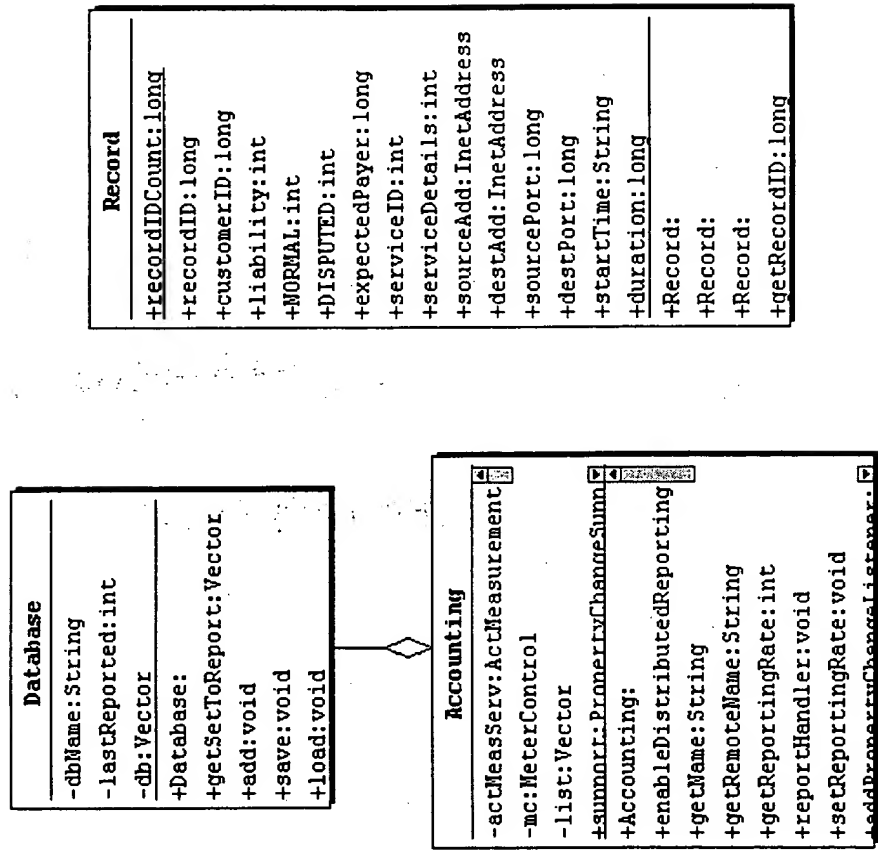 Database
-dbName:String
-lastReported:int
-db:Vector
+Database:
+getSetToReport:Vector
+add:void
+save:void
+load:void
Accounting
-actMeasServ:ActMeasurement
-mc:MeterControl
-list:Vector
+support:PropertyChangeSupp
+Accounting:
+enableDistributedReporting
+getName:String
+getRemoteName:String
+getReportingRate:int
+reportHandler:void
+setReportingRate:void
+addPropertyChangeListener:
Record
+recordIDCount:long
+recordID:long
+customerID:long
+liability:int
+NORMAL:int
+DISPUTED:int
+expectedPayer:long
+serviceID:int
+serviceDetails:int
+sourceAdd:InetAddress
+destAdd:InetAddress
+sourcePort:long
+destPort:long
+startTime:String
+duration:long
+Record:
+Record:
+Record:
+getRecordID:long